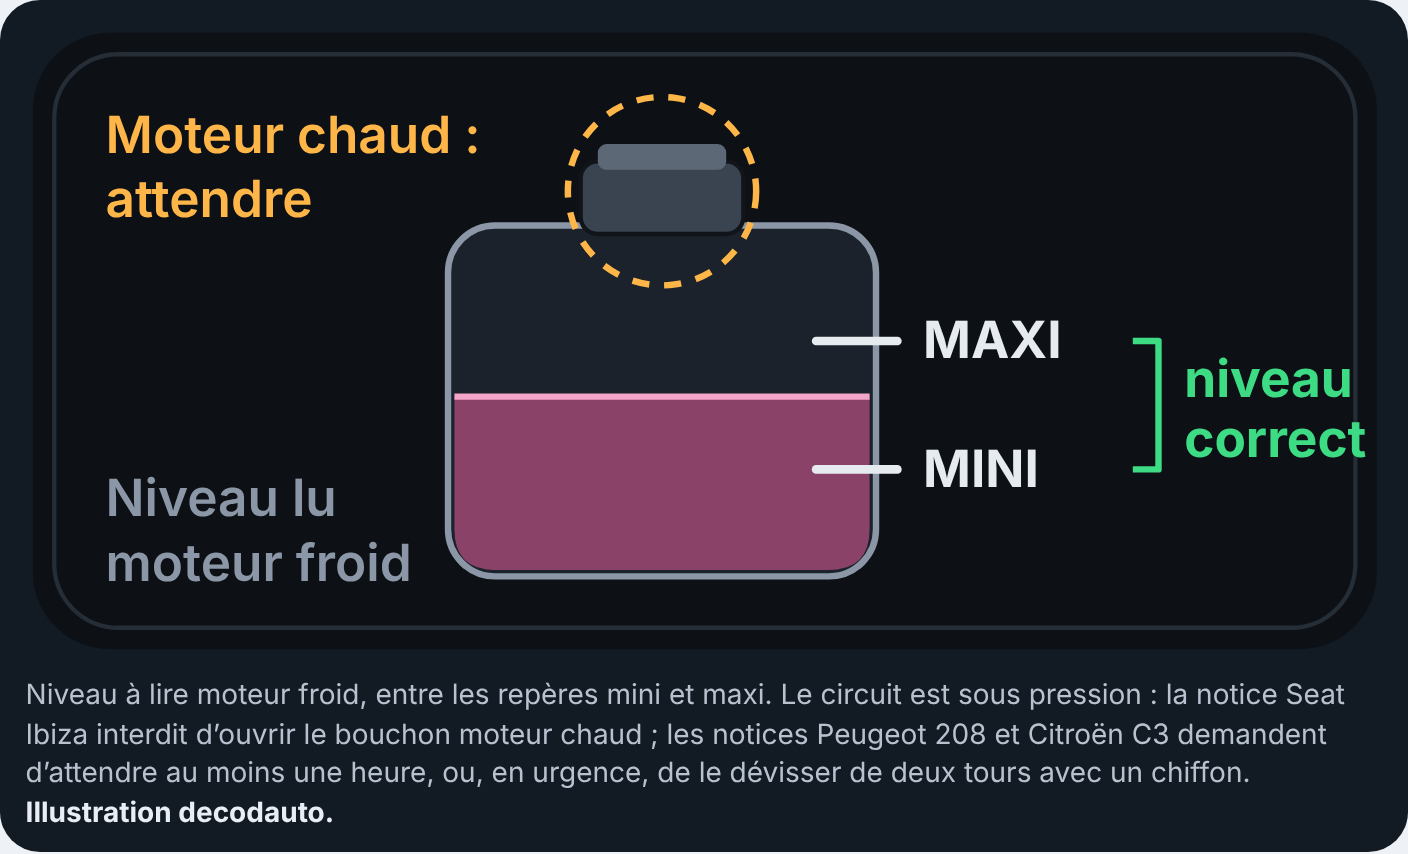 Moteur chaud :
attendre
MAXI
niveau
correct
MINI
Niveau lu
moteur froid
Niveau à lire moteur froid, entre les repères mini et maxi. Le circuit est sous pression : la notice Seat
Ibiza interdit d’ouvrir le bouchon moteur chaud ; les notices Peugeot 208 et Citroën C3 demandent
d’attendre au moins une heure, ou, en urgence, de le dévisser de deux tours avec un chiffon.
Illustration decodauto.